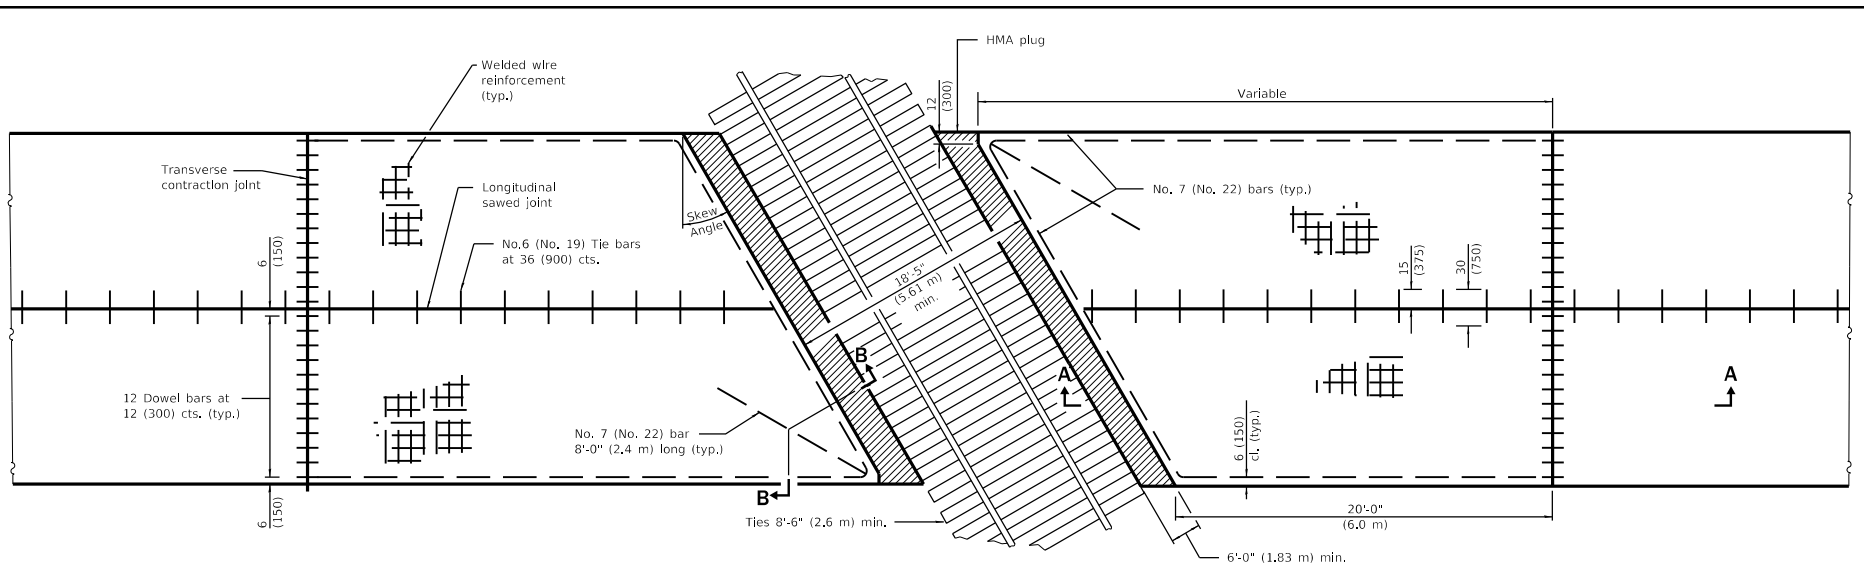 HMA plug
Welded wire
reinforcement
(typ.)
12
(300)
Variable
Transverse
contraction joint
Longitudinal
sawed joint
No. 7 (No. 22) bars (typ.)
Skew
Angle
No.6 (No. 19) Tie bars
at 36 (900) cts.
6
(150)
18'-5"
(5.61 m)
min.
15
(375)
30
(750)
B
A
A
12 Dowel bars at
12 (300) cts. (typ.)
No. 7 (No. 22) bar
8'-0" (2.4 m) long (typ.)
6 (150)
cl. (typ.)
B
6
(150)
Ties 8'-6" (2.6 m) min.
20'-0"
(6.0 m)
6'-0" (1.83 m) min.